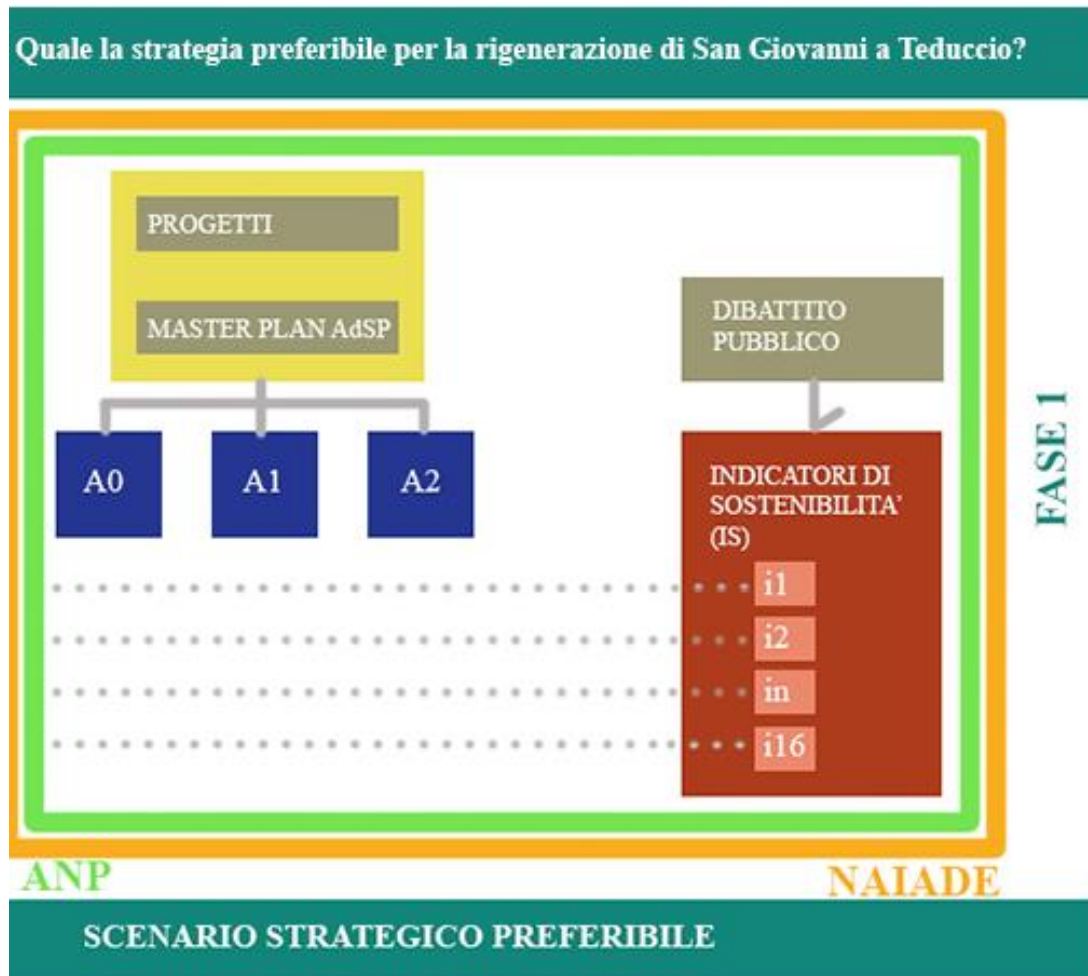 Quale la strategia preferibile per la rigenerazione di San Giovanni a Teduccio?
PROGETTI
MASTER PLAN AdSP
DIBATTITO
PUBBLICO
A0
A1
A2
INDICATORI DI
SOSTENIBILITA'
(IS)
i1
i2
in
i16
FASE 1
ANP
NAIADE
SCENARIO STRATEGICO PREFERIBILE